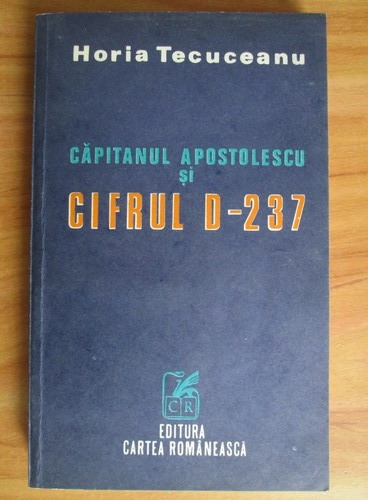 Horia Tecuceanu
CĂPITANUL APOSTOLESCU
ȘI
CIFRUL D-237
CR
EDITURA
CARTEA ROMÂNEASCĂ